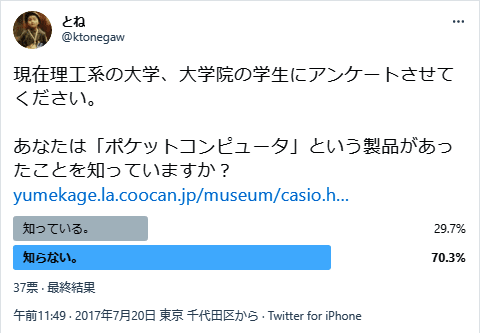 とね
@ktonegaw
現在理工系の大学、大学院の学生にアンケートさせて
ください。
あなたは「ポケットコンピュータ」という製品があっ
たことを知っていますか？
yumekage.la.coocan.jp/museum/casio.h...
知っている。 29.7%
知らない。 70.3%
37票 · 最終結果
午前11:49 · 2017年7月20日 東京 千代田区から · Twitter for iPhone